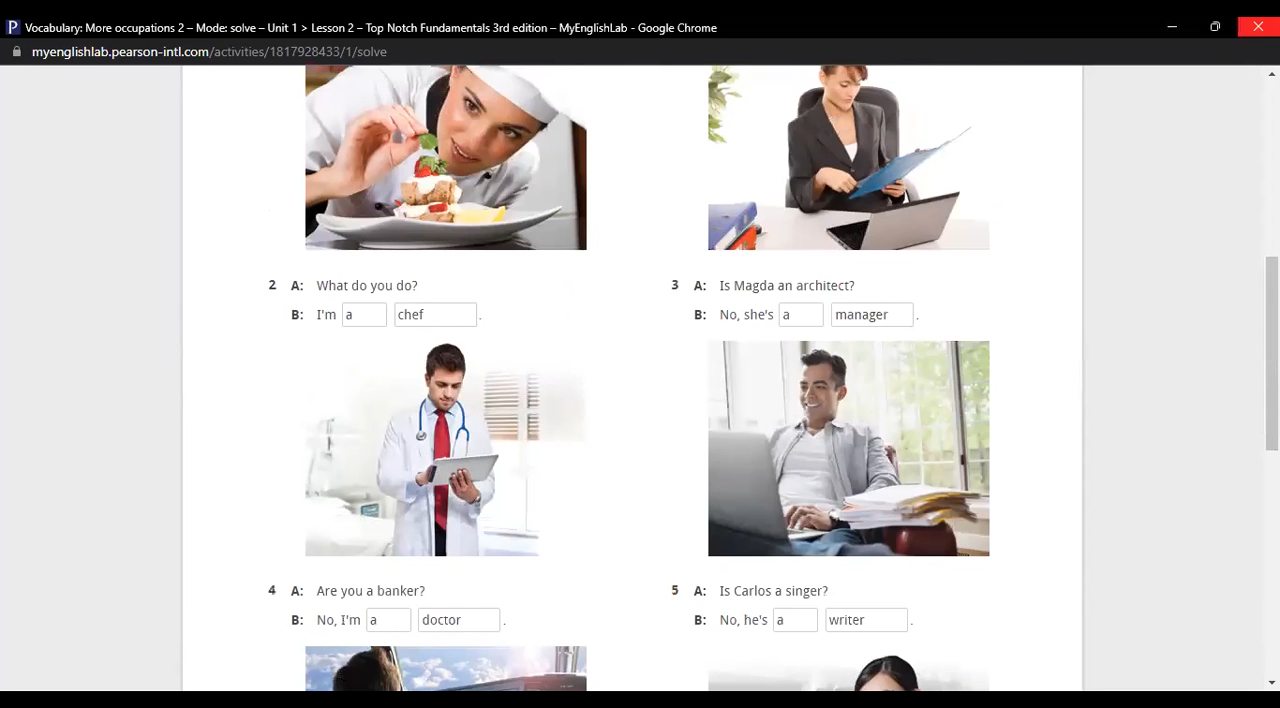 Vocabulary: More occupations 2 – Mode: solve – Unit 1 > Lesson 2 – Top Notch Fundamentals 3rd edition – MyEnglishLab - Google Chrome
myenglishlab.pearson-intl.com/activities/1817928433/1/solve
2 A: What do you do?
B: I'm a chef .
3 A: Is Magda an architect?
B: No, she's a manager .
4 A: Are you a banker?
B: No, I'm a doctor .
5 A: Is Carlos a singer?
B: No, he's a writer .